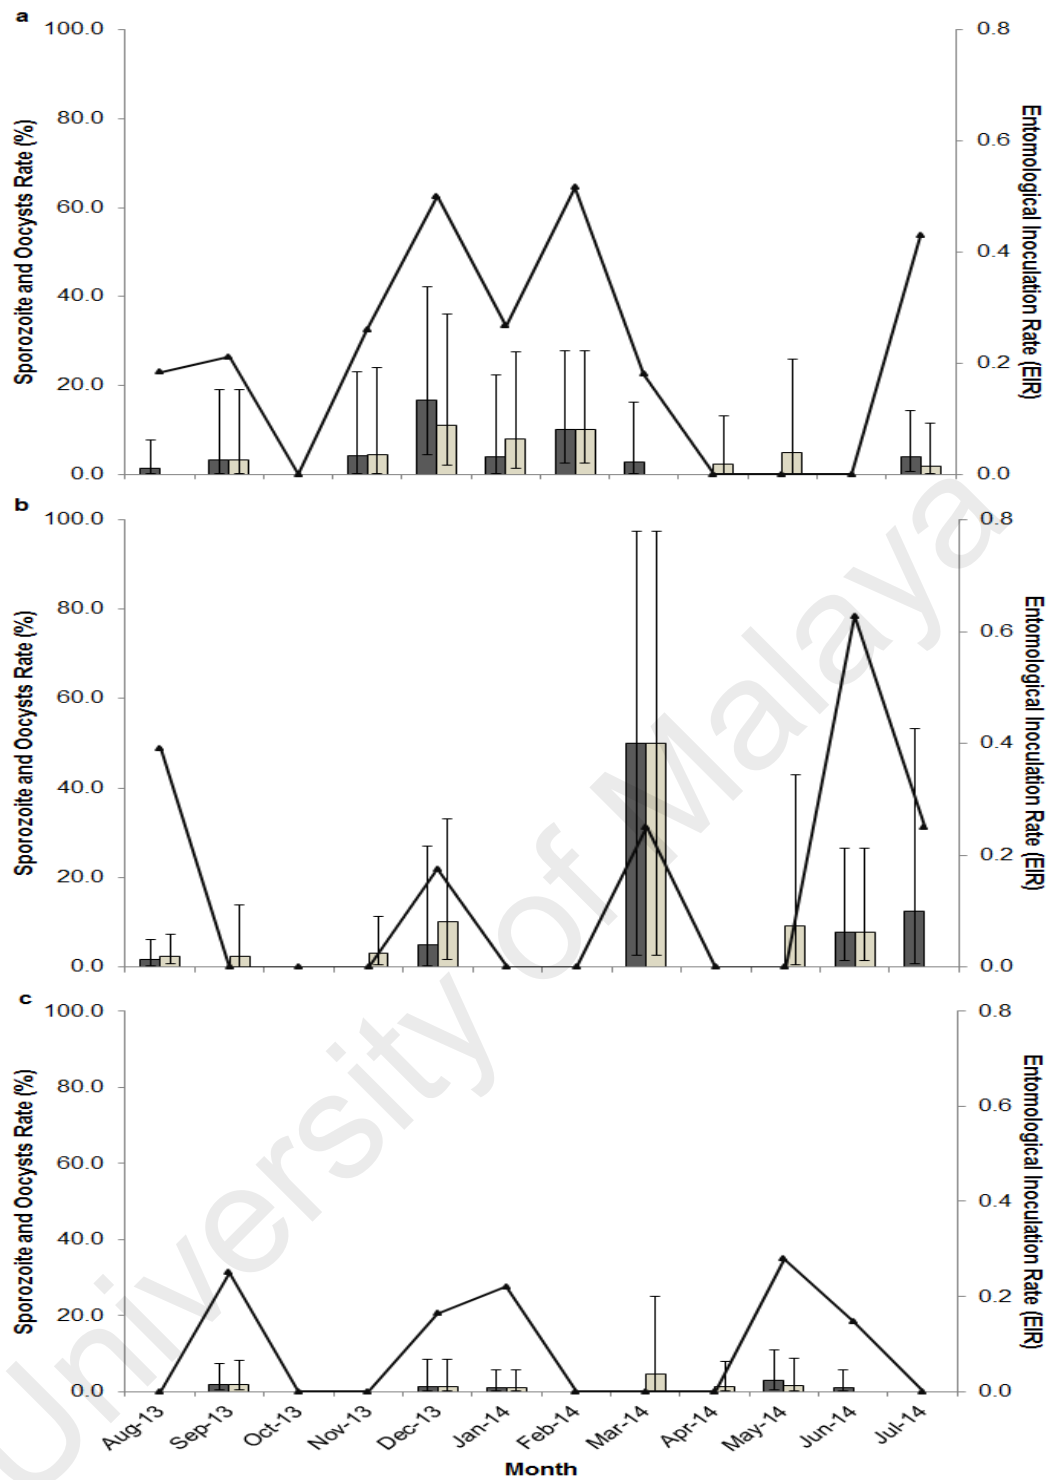 a
100.0
80.0
60.0
40.0
20.0
0.0
Sporozoite and Oocysts Rate (%)
0.8
0.6
0.4
0.2
0.0
Entomological Inoculation Rate (EIR)
b
100.0
80.0
60.0
40.0
20.0
0.0
Sporozoite and Oocysts Rate (%)
0.8
0.6
0.4
0.2
0.0
Entomological Inoculation Rate (EIR)
c
100.0
80.0
60.0
40.0
20.0
0.0
Sporozoite and Oocysts Rate (%)
0.8
0.6
0.4
0.2
0.0
Entomological Inoculation Rate (EIR)
Aug-13 Sep-13 Oct-13 Nov-13 Dec-13 Jan-14 Feb-14 Mar-14 Apr-14 May-14 Jun-14 Jul-14
Month
University of Malaya